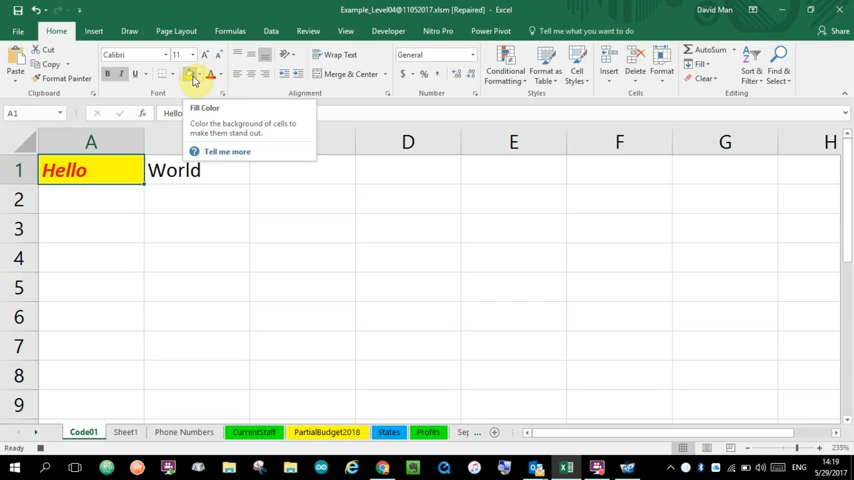 Example_Level04@11052017.xlsm [Repaired] - Excel
David Man
File Home Insert Draw Page Layout Formulas Data Review View Developer Nitro Pro Power Pivot Tell me what you want to do Share
Paste
Cut
Copy
Format Painter
Clipboard
Calibri 11
B I U
Font
Wrap Text
Merge & Center
Alignment
General
$ % ,
Number
Conditional Formatting
Format as Table
Cell Styles
Styles
Insert Delete Format
Cells
AutoSum
Fill
Clear
Sort & Filter
Find & Select
Editing
A1 fx Hello
Fill Color
Color the background of cells to
make them stand out.
Tell me more
A D E F G H
1 Hello World
2
3
4
5
6
7
8
9
Code01 Sheet1 Phone Numbers CurrentStaff PartialBudget2018 States Profits Sep ...
Ready 235%
ENG
14:19
5/29/2017